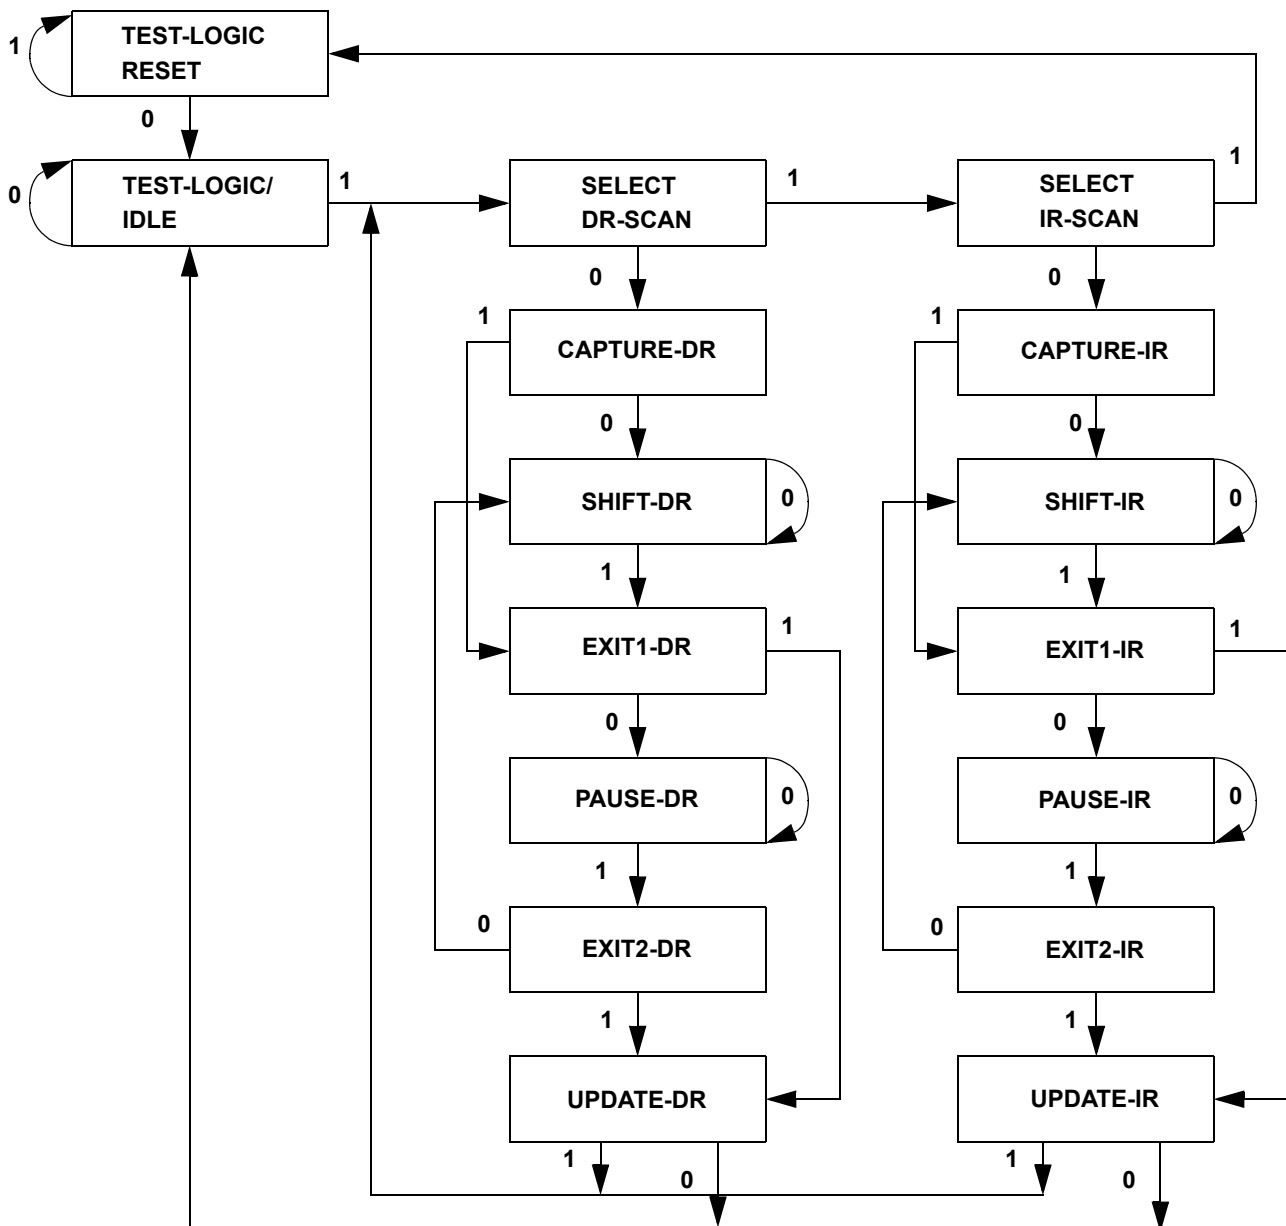 TEST-LOGIC
RESET
1
0
TEST-LOGIC/
IDLE
0
1
SELECT
DR-SCAN
1
SELECT
IR-SCAN
1
0
0
1
CAPTURE-DR
1
CAPTURE-IR
0
0
SHIFT-DR
0
SHIFT-IR
0
1
1
EXIT1-DR
1
EXIT1-IR
1
0
0
PAUSE-DR
0
PAUSE-IR
0
1
1
0
EXIT2-DR
0
EXIT2-IR
1
1
UPDATE-DR
UPDATE-IR
1
0
1
0